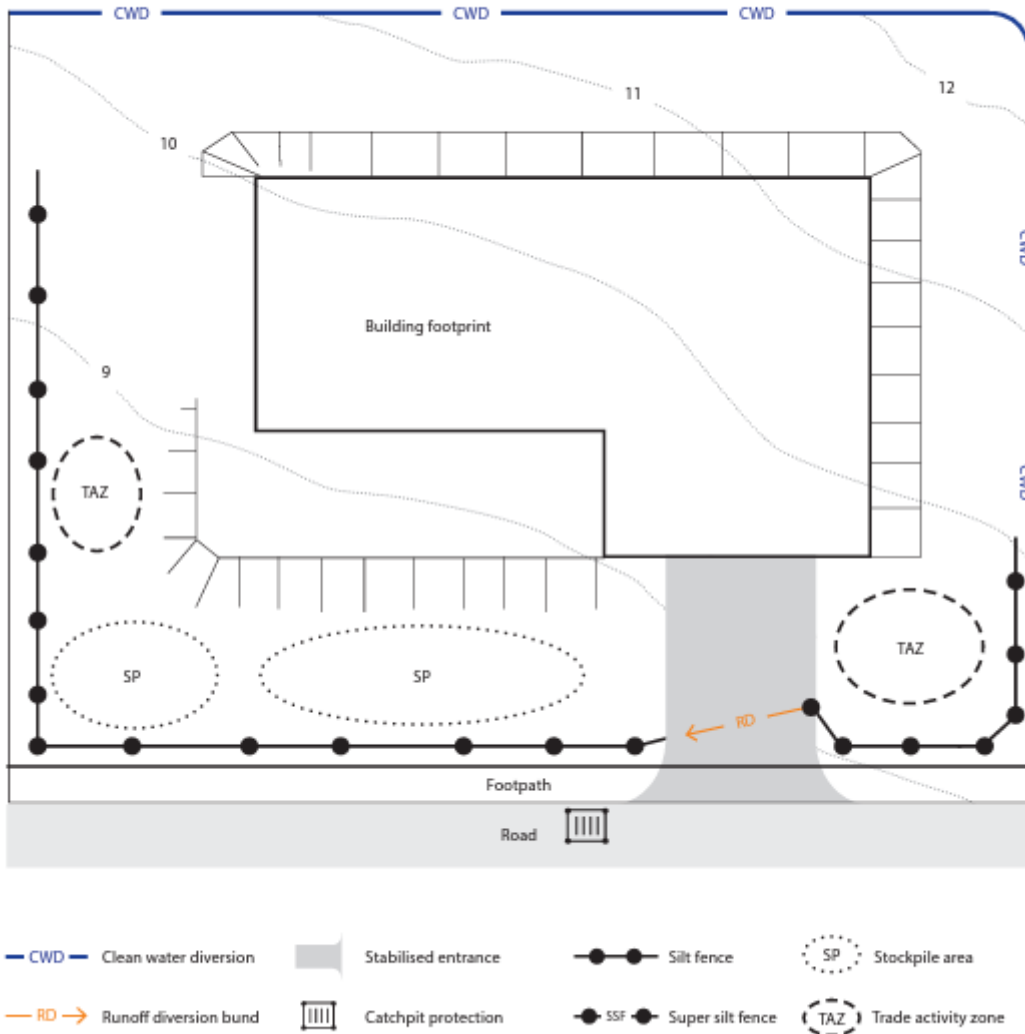 CWD CWD CWD
12
11
10
CWD
Building footprint
9
CWD
TAZ
TAZ
SP SP
RD
Footpath
Road
CWD Clean water diversion
Stabilised entrance
Silt fence
SP Stockpile area
RD Runoff diversion bund
Catchpit protection
SSF Super silt fence
TAZ Trade activity zone